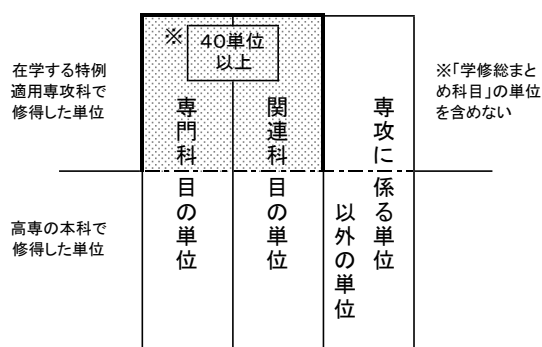 在学する特例
適用専攻科で
修得した単位
高専の本科で
修得した単位
※
40単位
以上
専門科目の単位
関連科目の単位
専攻に係る単位
以外の単位
※「学修総まと
め科目」の単位
を含めない